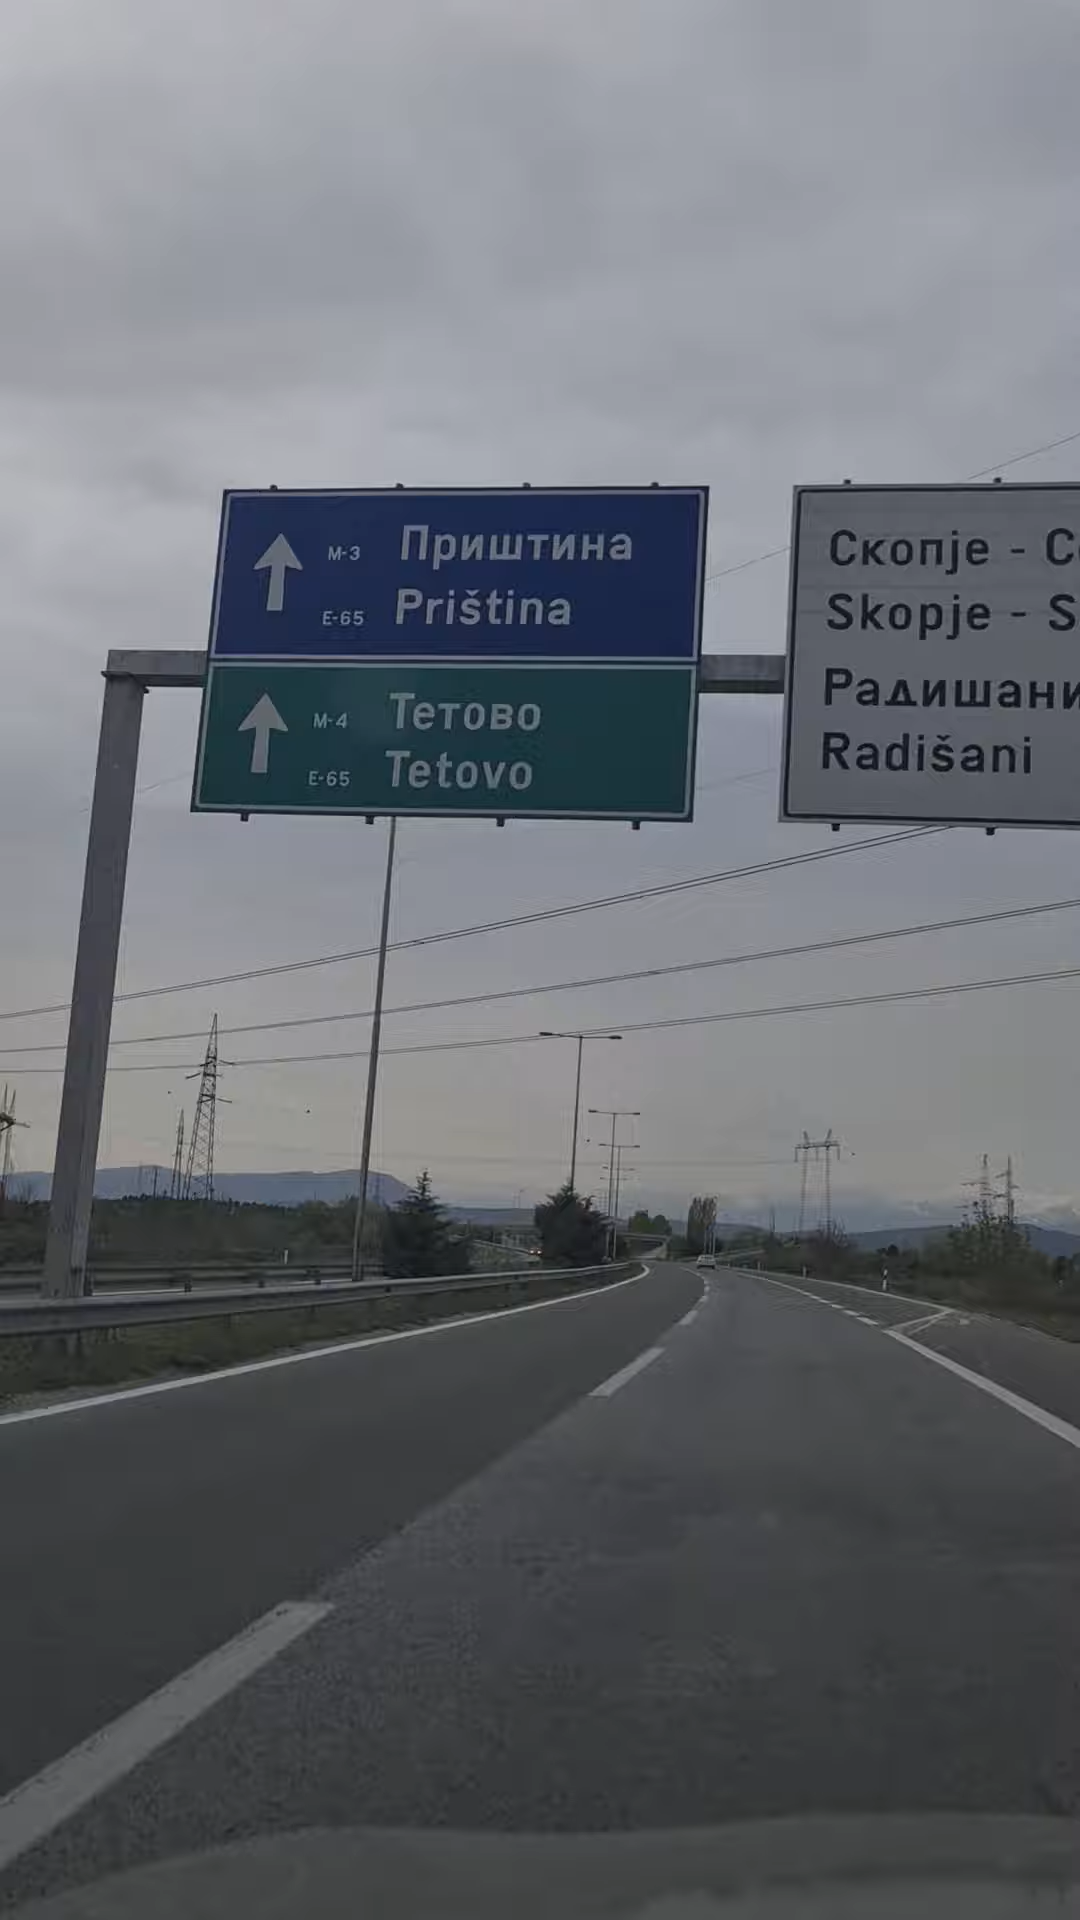 M-3 Приштина
E-65 Priština
M-4 Тетово
E-65 Tetovo
Скопје -
Skopje -
Радишани
Radišani